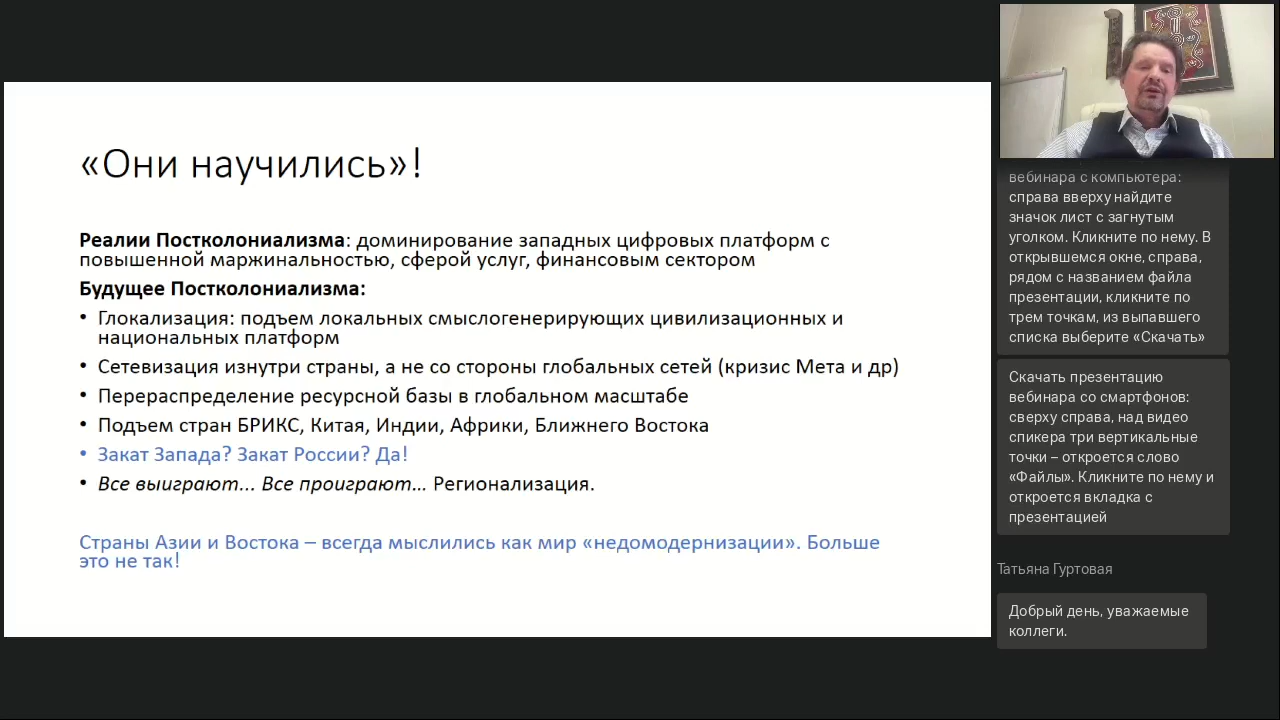 «Они научились»!
Реалии Постколониализма: доминирование западных цифровых платформ с
повышенной маржинальностью, сферой услуг, финансовым сектором
Будущее Постколониализма:
• Глокализация: подъем локальных смыслогенерирующих цивилизационных и
национальных платформ
• Сетевизация изнутри страны, а не со стороны глобальных сетей (кризис Мета и др)
• Перераспределение ресурсной базы в глобальном масштабе
• Подъем стран БРИКС, Китая, Индии, Африки, Ближнего Востока
• Закат Запада? Закат России? Да!
• Все выиграют... Все проиграют... Регионализация.
Страны Азии и Востока – всегда мыслились как мир «недомодернизации». Больше
это не так!
вебинара с компьютера:
справа вверху найдите
значок лист с загнутым
уголком. Кликните по нему. В
открывшемся окне, справа,
рядом с названием файла
презентации, кликните по
трем точкам, из выпавшего
списка выберите «Скачать»
Скачать презентацию
вебинара со смартфонов:
сверху справа, над видео
спикера три вертикальные
точки – откроется слово
«Файлы». Кликните по нему и
откроется вкладка с
презентацией
Татьяна Гуртовая
Добрый день, уважаемые
коллеги.